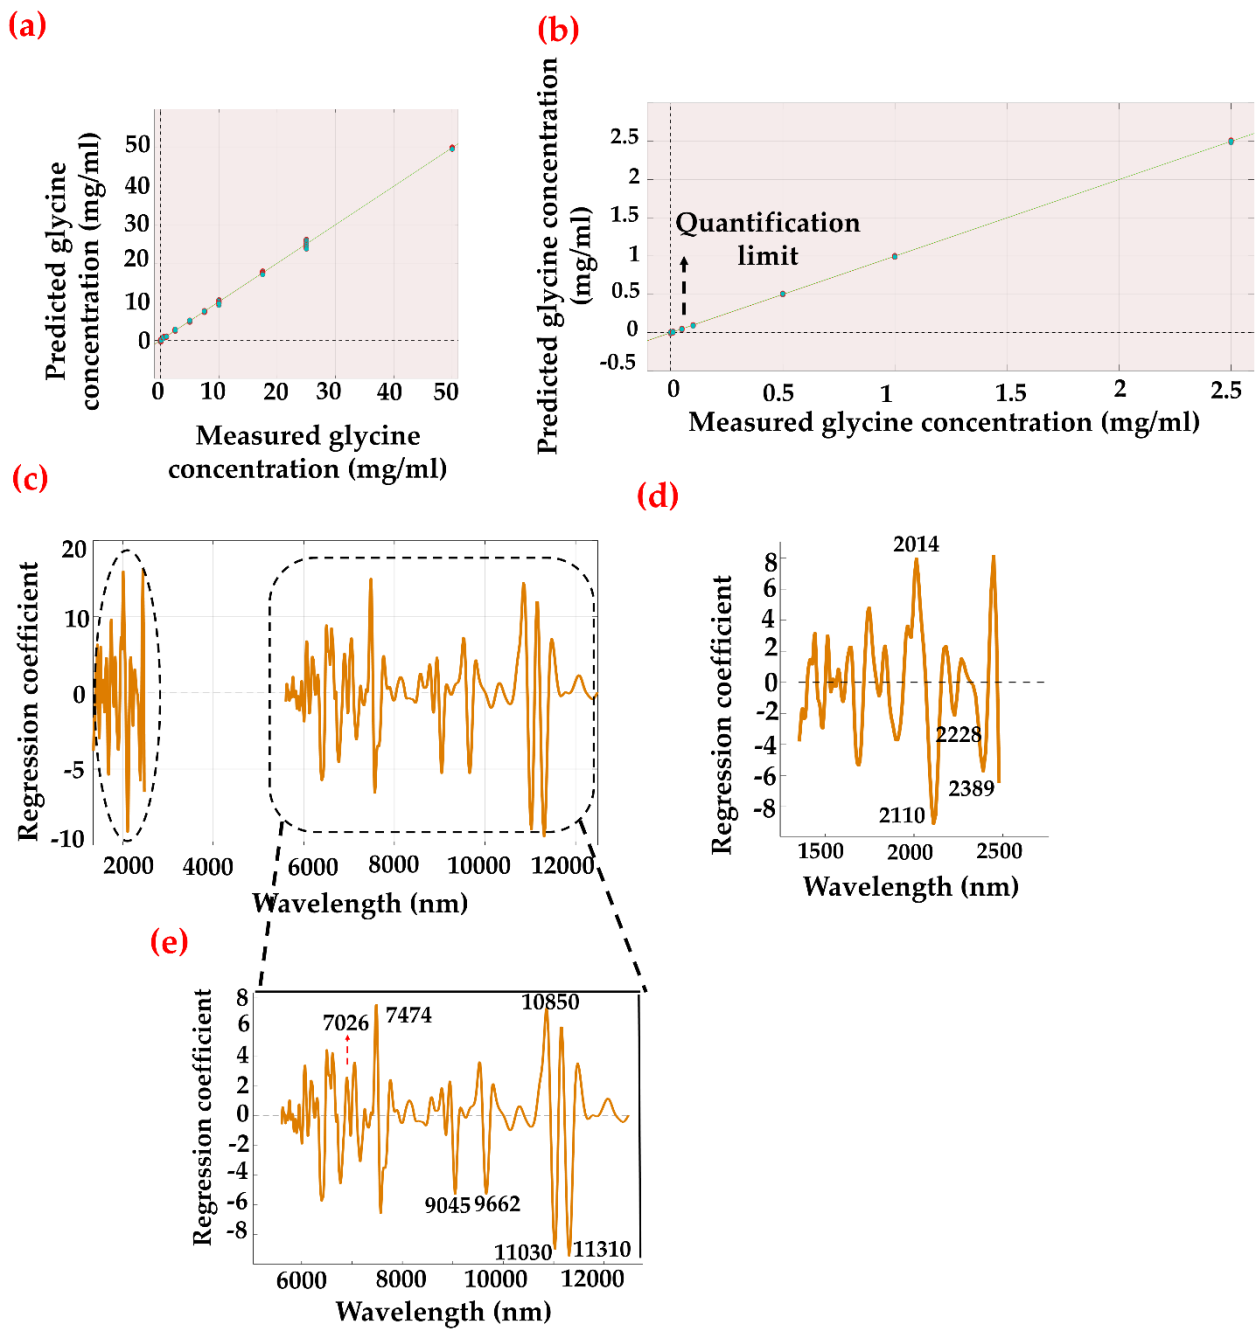 (a)
Predicted glycine
concentration (mg/ml)
50
40
30
20
10
0
0 10 20 30 40 50
Measured glycine
concentration (mg/ml)
(b)
Predicted glycine concentration
(mg/ml)
2.5
2
1.5
1
0.5
0
-0.5
Quantification
limit
0 0.5 1 1.5 2 2.5
Measured glycine concentration (mg/ml)
(c)
Regression coefficient
20
10
0
-5
-10
2000 4000 6000 8000 10000 12000
Wavelength (nm)
(d)
Regression coefficient
8
6
4
2
0
-2
-4
-6
-8
2014
2228
2389
2110
1500 2000 2500
Wavelength (nm)
(e)
Regression coefficient
8
6
4
2
0
-2
-4
-6
-8
7026
7474
10850
9045
9662
11030
11310
6000 8000 10000 12000
Wavelength (nm)